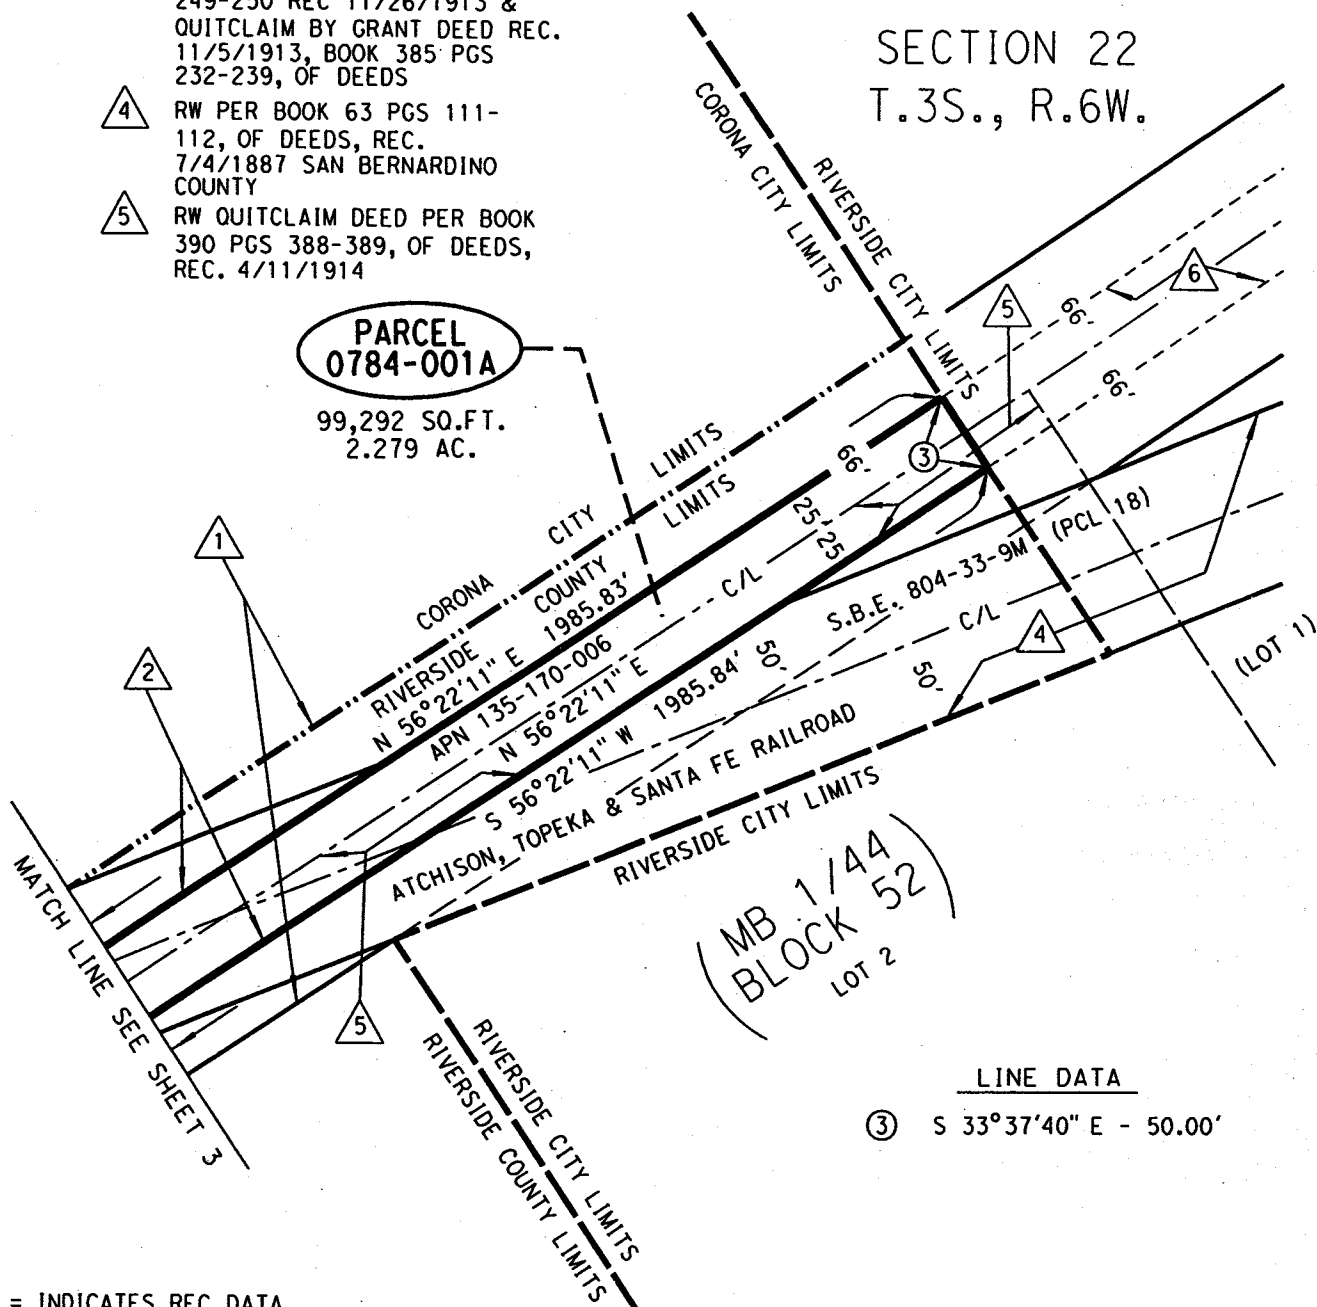 249-250 REC 11/26/1913 &
QUITCLAIM BY GRANT DEED REC.
11/5/1913, BOOK 385 PGS
232-239, OF DEEDS
4 RW PER BOOK 63 PGS 111-
112, OF DEEDS, REC.
7/4/1887 SAN BERNARDINO
COUNTY
5 RW QUITCLAIM DEED PER BOOK
390 PGS 388-389, OF DEEDS,
REC. 4/11/1914
SECTION 22
T.3S., R.6W.
CORONA CITY LIMITS
RIVERSIDE CITY LIMITS
PARCEL
0784-001A
99,292 SQ.FT.
2.279 AC.
6
5
66'
66'
66'
3
25'
25'
1
2
CORONA CITY LIMITS
RIVERSIDE COUNTY LIMITS
N 56°22'11" E 1985.83'
APN 135-170-006
C/L
N 56°22'11" E
S 56°22'11" W 1985.84'
50'
S.B.E. 804-33-9M (PCL 18)
C/L
4
50'
(LOT 1)
ATCHISON, TOPEKA & SANTA FE RAILROAD
RIVERSIDE CITY LIMITS
MATCH LINE SEE SHEET 3
5
(MB 1/44
BLOCK 52)
LOT 2
RIVERSIDE CITY LIMITS
RIVERSIDE COUNTY LIMITS
LINE DATA
3 S 33°37'40" E - 50.00'
= INDICATES REC DATA